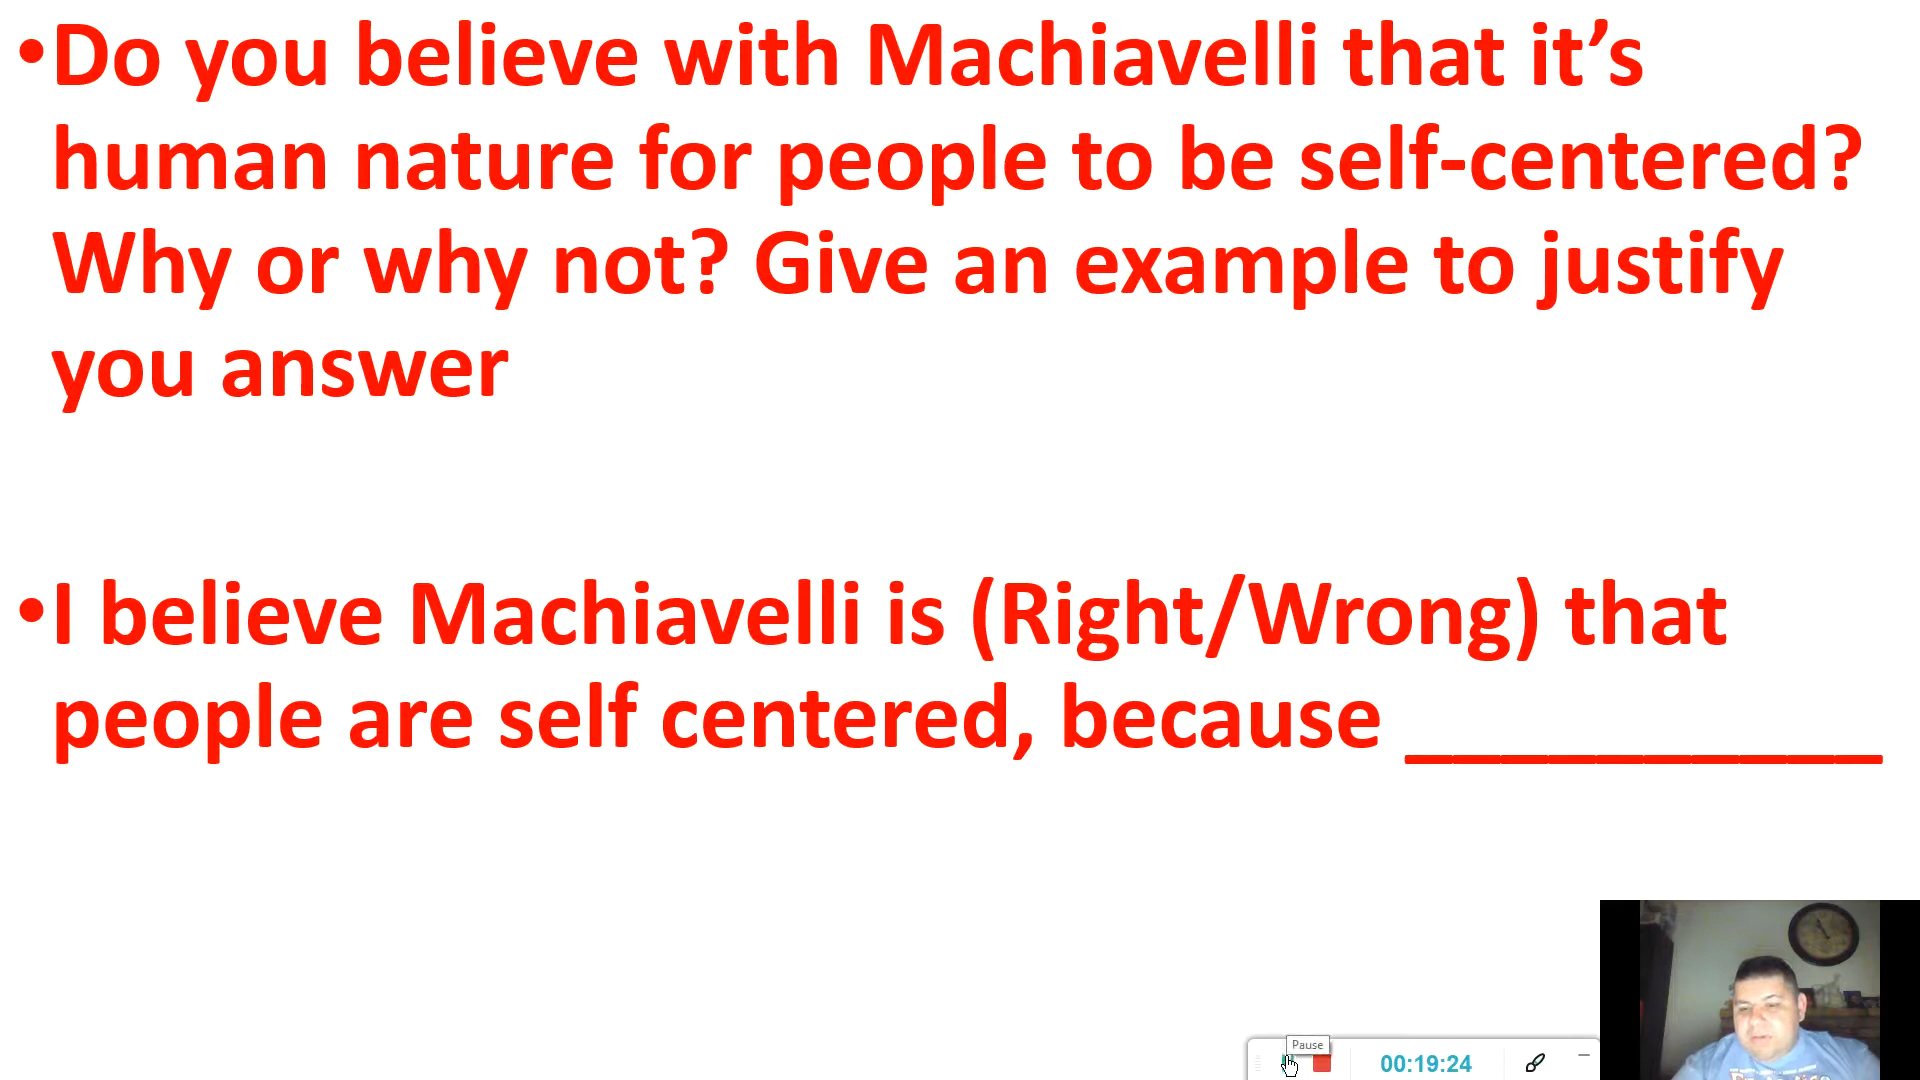 •Do you believe with Machiavelli that it’s
human nature for people to be self-centered?
Why or why not? Give an example to justify
you answer
•I believe Machiavelli is (Right/Wrong) that
people are self centered, because __________
Pause
00:19:24